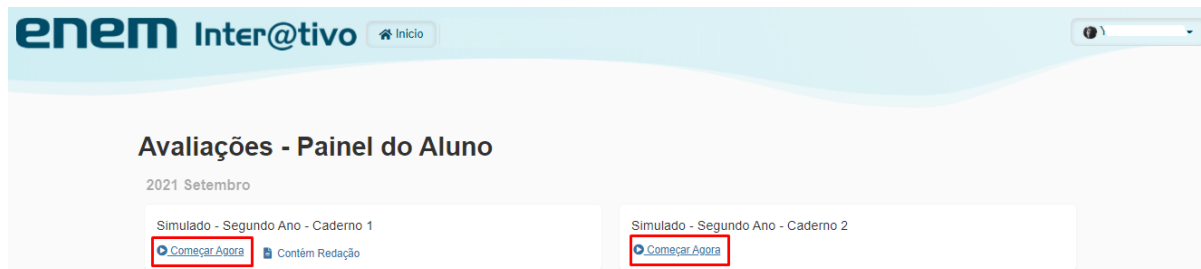 enem Inter@tivo Início
Avaliações - Painel do Aluno
2021 Setembro
Simulado - Segundo Ano - Caderno 1
Começar Agora Contém Redação
Simulado - Segundo Ano - Caderno 2
Começar Agora